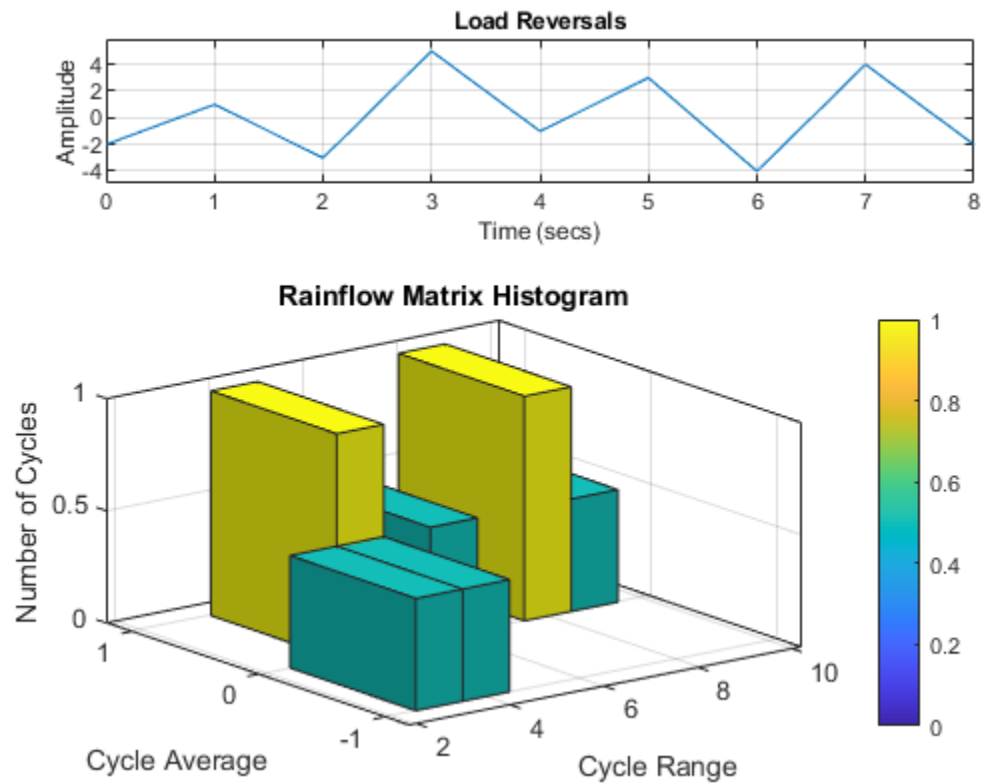 Load Reversals
4
2
0
-2
-4
Amplitude
0 1 2 3 4 5 6 7 8
Time (secs)
Rainflow Matrix Histogram
1
0.5
0
Number of Cycles
1
0
-1
Cycle Average
2
4
6
8
10
Cycle Range
1
0.8
0.6
0.4
0.2
0